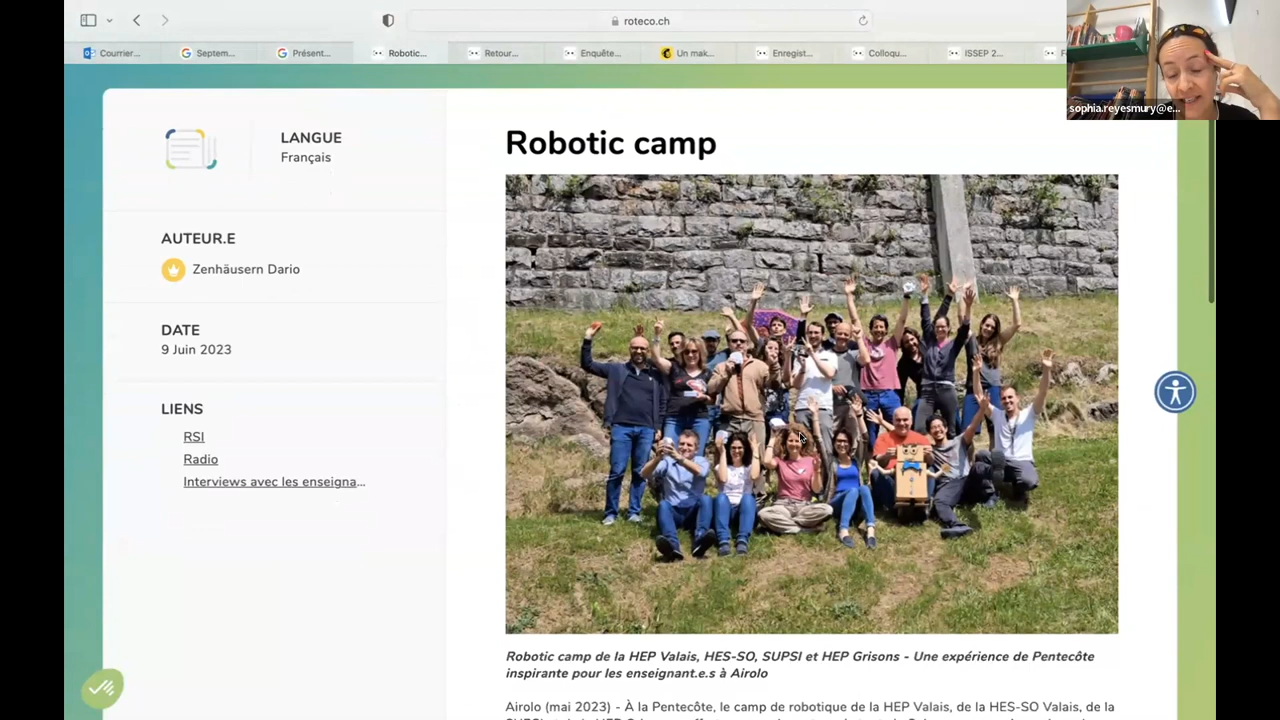 roteco.ch
Courrier...
Septem...
Présent...
Robotic...
Retour...
Enquête...
Un mak...
Enregist...
Colloqu...
ISSEP 2...
sophia.reyesmury@e...
LANGUE
Français
AUTEUR.E
Zenhäusern Dario
DATE
9 Juin 2023
LIENS
RSI
Radio
Interviews avec les enseigna...
Robotic camp
Robotic camp de la HEP Valais, HES-SO, SUPSI et HEP Grisons - Une expérience de Pentecôte
inspirante pour les enseignant.e.s à Airolo
Airolo (mai 2023) - À la Pentecôte, le camp de robotique de la HEP Valais, de la HES-SO Valais, de la